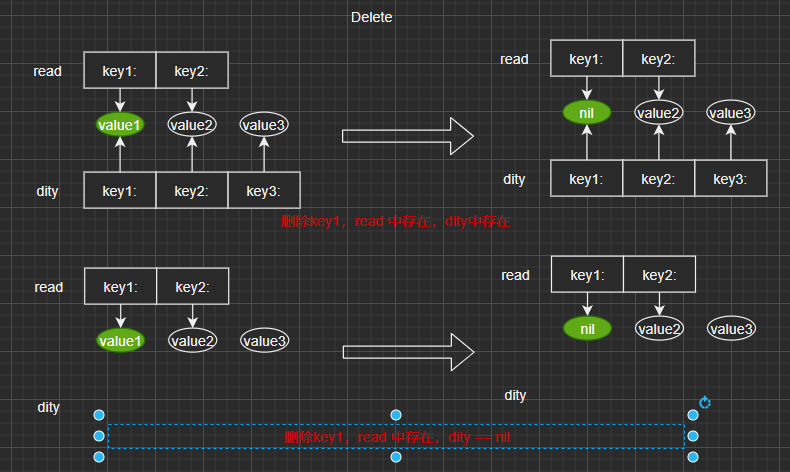 Delete
read key1: key2:
value1 value2 value3
dity key1: key2: key3:
read key1: key2:
nil value2 value3
dity key1: key2: key3:
删除key1，read 中存在，dity中存在
read key1: key2:
value1 value2 value3
dity
read key1: key2:
nil value2 value3
dity
删除key1，read 中存在，dity == nil